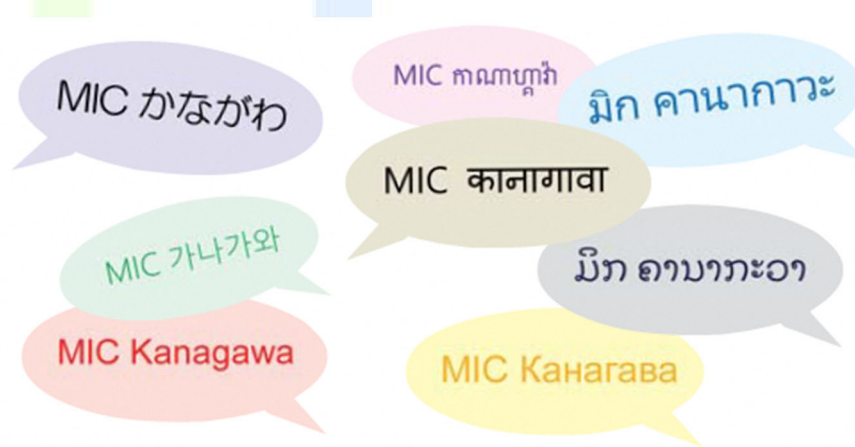 MIC かながわ
MIC កាណាហ្គាវ៉ា
มิก คานากาวะ
MIC कानागावा
MIC 가나가와
ມິກ ຄານາກະວາ
MIC Kanagawa
MIC Канагава